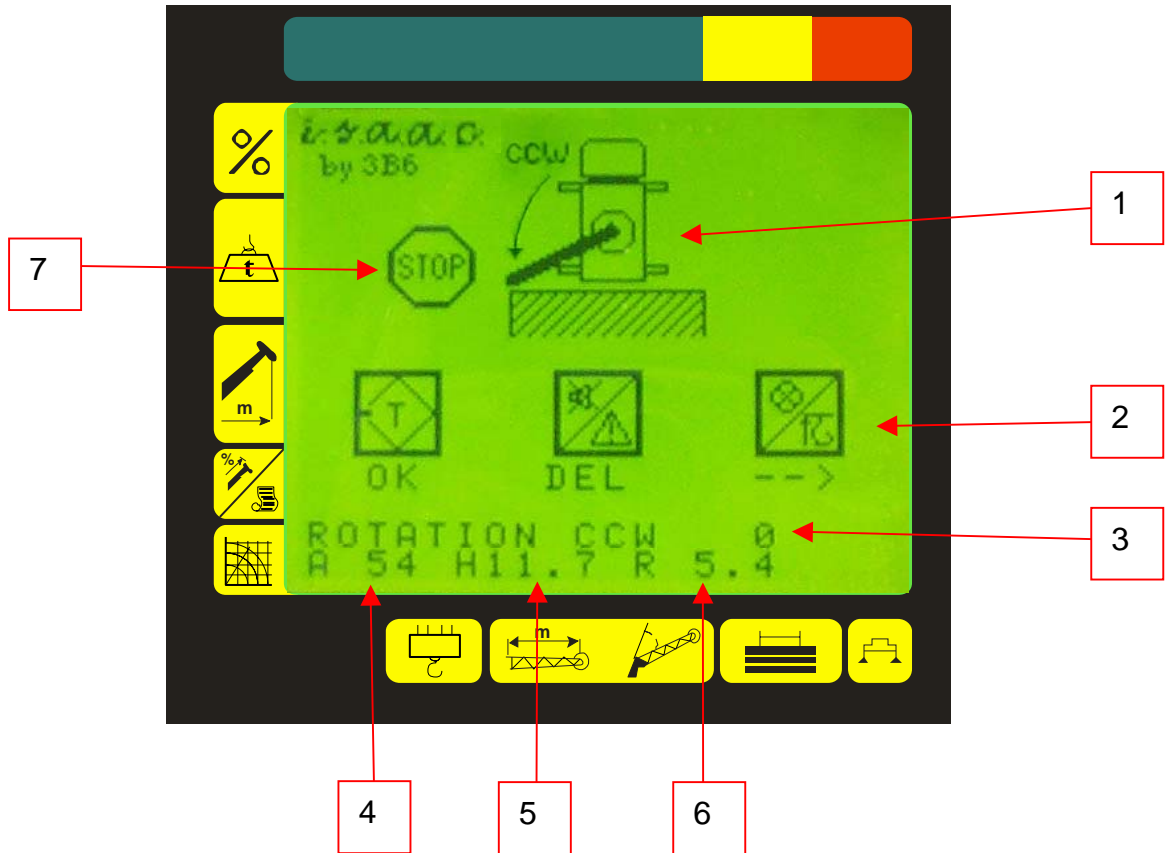 i.s.a.a.c.
by 3B6
CCW
%
t
1
7
STOP
m
2
%
T
OK
DEL
-->
ROTATION CCW 0
3
A 54 H11.7 R 5.4
m
4
5
6